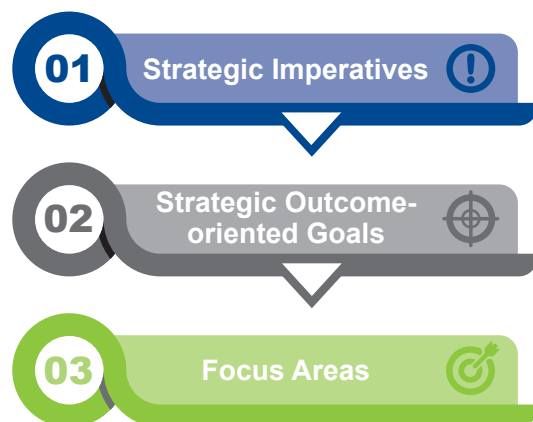 01
Strategic Imperatives
02
Strategic Outcome-
oriented Goals
03
Focus Areas